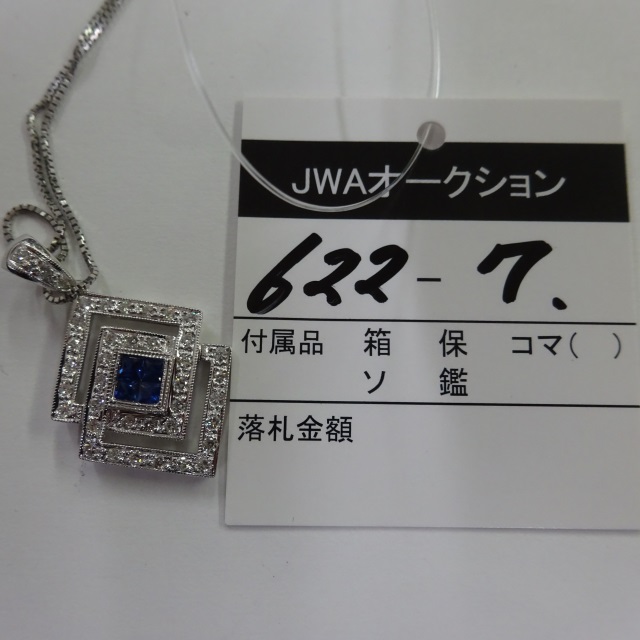 JWAオークション
622-7.
付属品 箱 保 コマ( )
ソ 鑑
落札金額